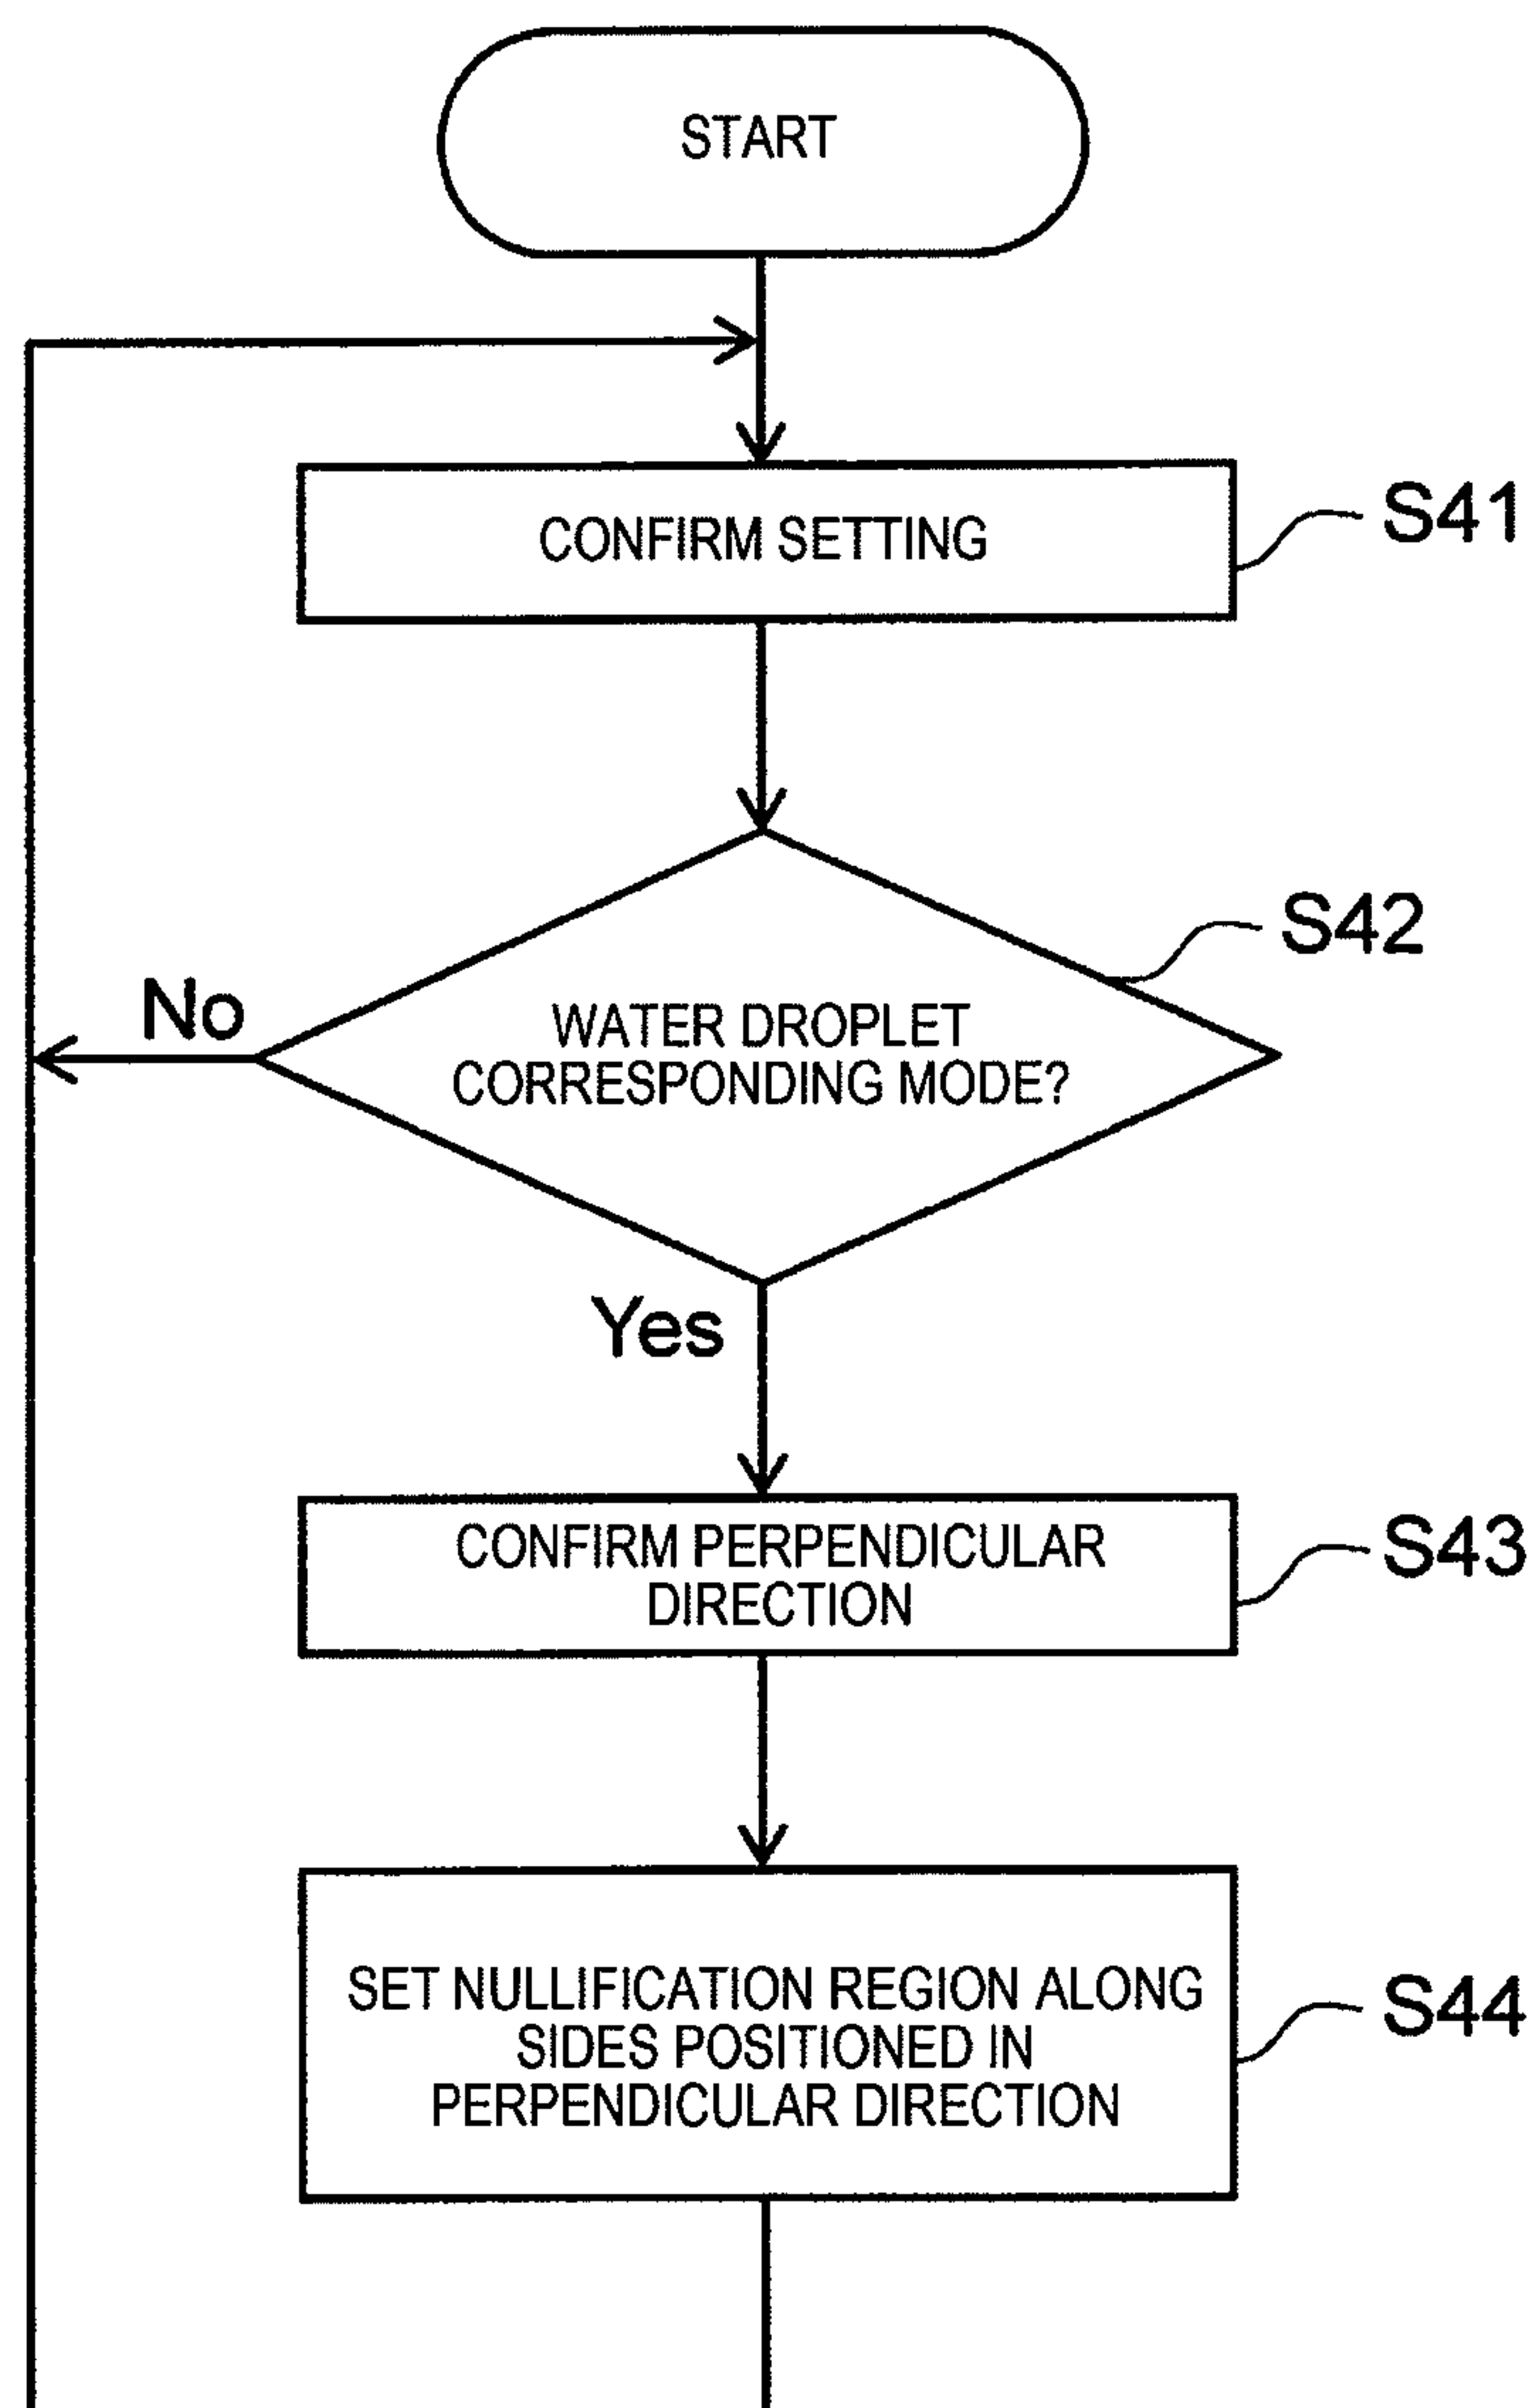 START
CONFIRM SETTING
S41
S42
No
WATER DROPLET
CORRESPONDING MODE?
Yes
CONFIRM PERPENDICULAR
DIRECTION
S43
SET NULLIFICATION REGION ALONG
SIDES POSITIONED IN
PERPENDICULAR DIRECTION
S44